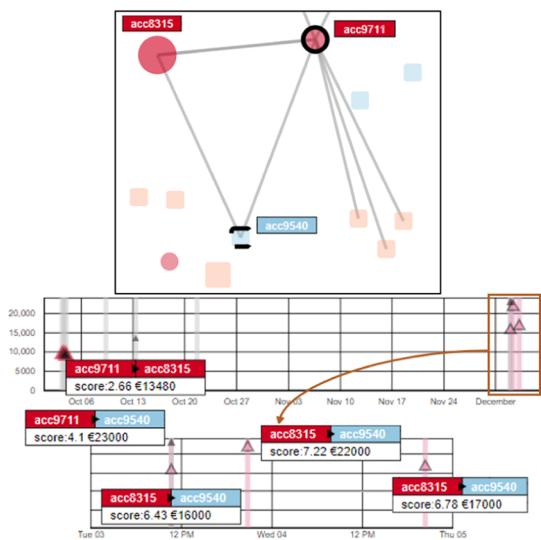 acc8315
acc9711
acc9540
20,000
15,000
10,000
5,000
0
acc9711 acc8315
score:2.66 €13480
Oct 06 Oct 13 Oct 20 Oct 27 Nov 03 Nov 10 Nov 17 Nov 24 December
acc9711 acc9540
score:4.1 €23000
acc8315 acc9540
score:7.22 €22000
acc8315 acc9540
score:6.43 €16000
acc8315 acc9540
score:6.78 €17000
Tue 03 12 PM Wed 04 12 PM Thu 05